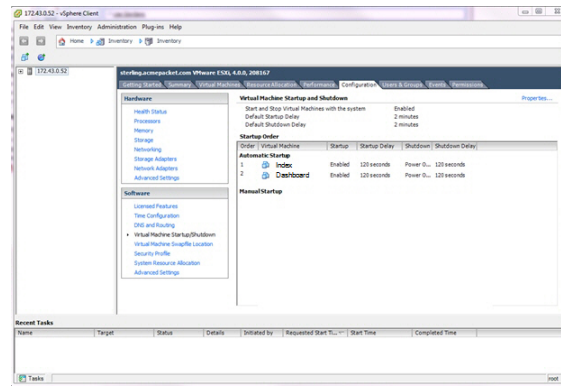 172.43.0.52 - vSphere Client
File Edit View Inventory Administration Plug-ins Help
Home Inventory Inventory
172.43.0.52
sterling.acmepacket.com VMware ESXi, 4.0.0, 208167
Getting Started Summary Virtual Machines Resource Allocation Performance Configuration Users & Groups Events Permissions
Hardware
Health Status
Processors
Memory
Storage
Networking
Storage Adapters
Network Adapters
Advanced Settings
Software
Licensed Features
Time Configuration
DNS and Routing
Virtual Machine Startup/Shutdown
Virtual Machine Swapfile Location
Security Profile
System Resource Allocation
Advanced Settings
Virtual Machine Startup and Shutdown Properties...
Start and Stop Virtual Machines with the system Enabled
Default Startup Delay 2 minutes
Default Shutdown Delay 2 minutes
Startup Order
Order Virtual Machine Startup Startup Delay Shutdown Shutdown Delay
Automatic Startup
1 Index Enabled 120 seconds Power O... 120 seconds
2 Dashboard Enabled 120 seconds Power O... 120 seconds
Manual Startup
Recent Tasks
Name Target Status Details Initiated by Requested Start Ti... Start Time Completed Time
Tasks root